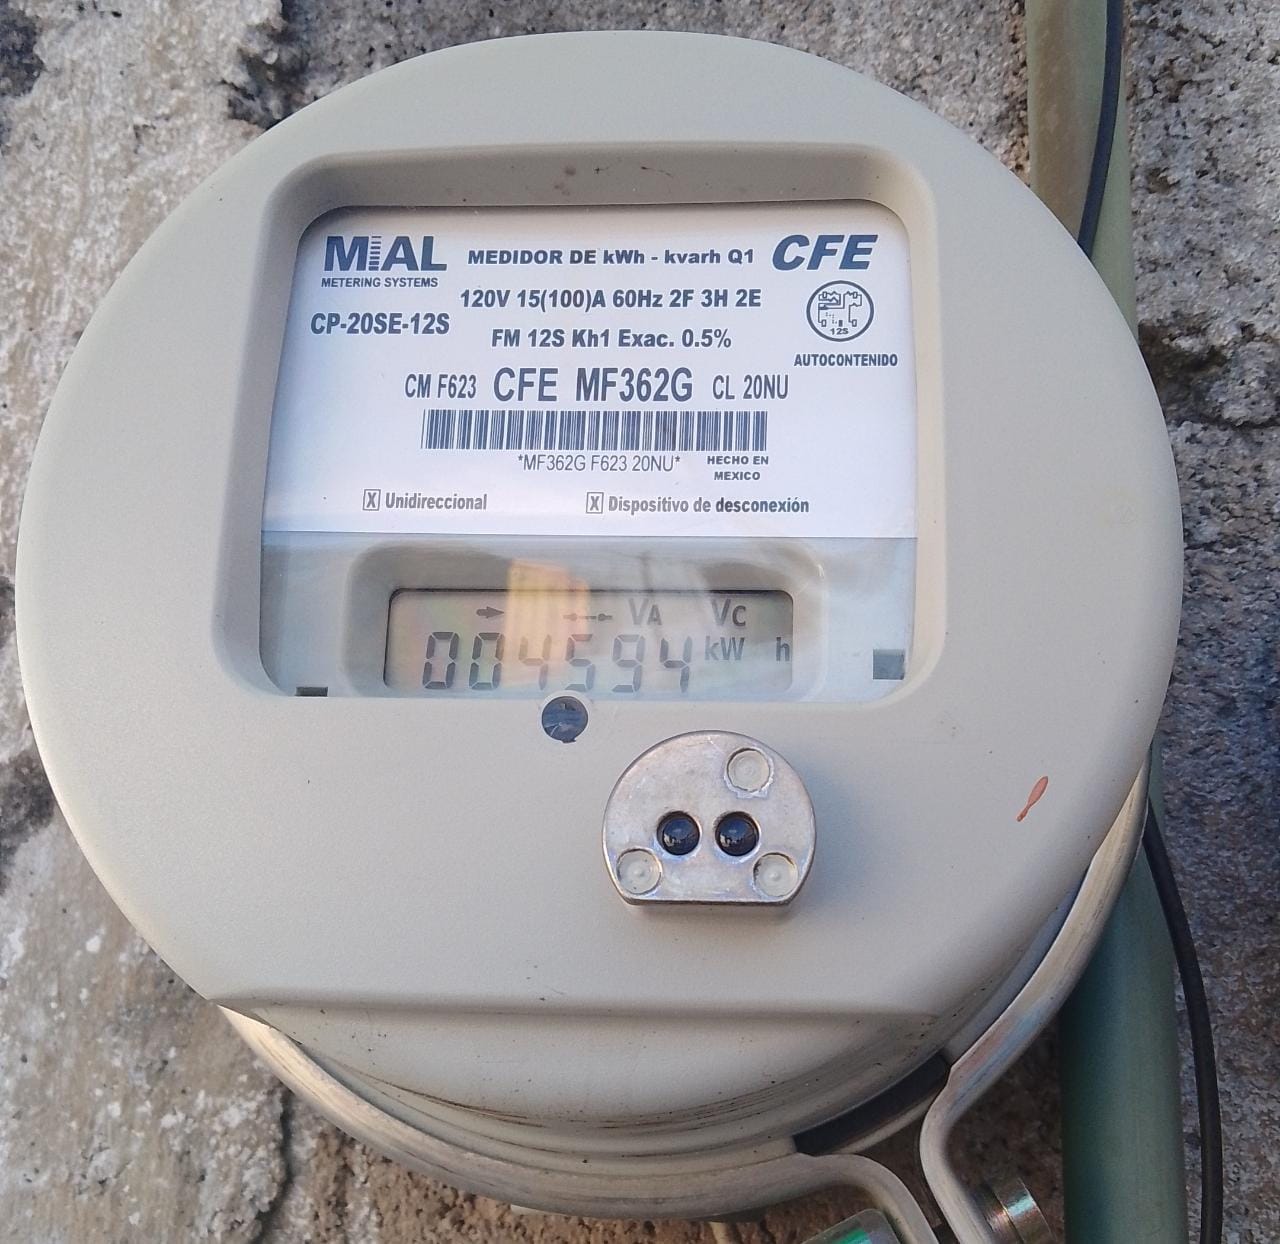 MIAL
METERING SYSTEMS
MEDIDOR DE kWh - kvarh Q1
CFE
120V 15(100)A 60Hz 2F 3H 2E
CP-20SE-12S
FM 12S Kh1 Exac. 0.5%
12S
AUTOCONTENIDO
CM F623 CFE MF362G CL 20NU
*MF362G F623 20NU*
HECHO EN
MEXICO
X Unidireccional
X Dispositivo de desconexión
VA VC
004594 kW h